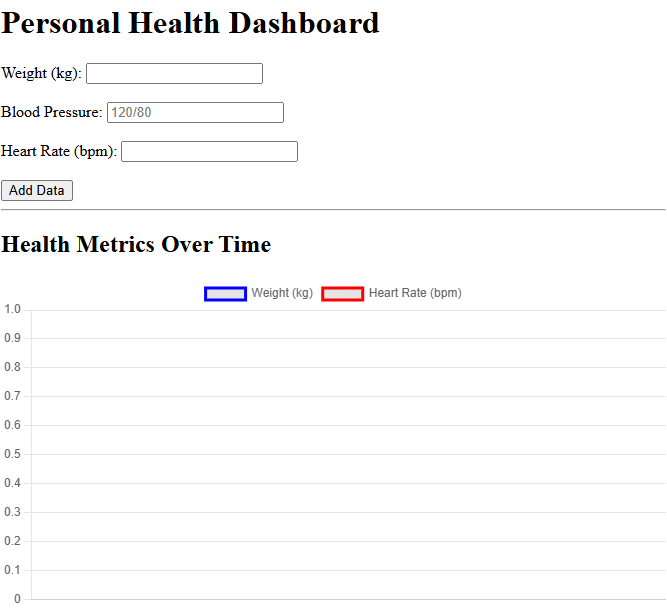 Personal Health Dashboard
Weight (kg):
Blood Pressure: 120/80
Heart Rate (bpm):
Add Data
Health Metrics Over Time
Weight (kg) Heart Rate (bpm)
1.0
0.9
0.8
0.7
0.6
0.5
0.4
0.3
0.2
0.1
0